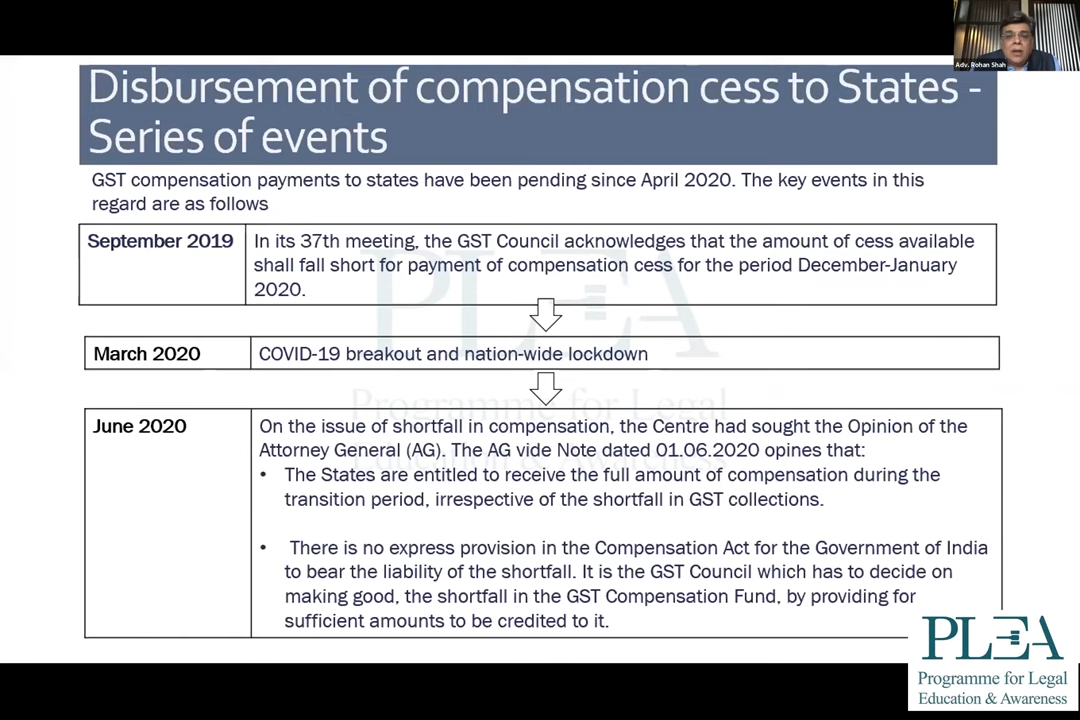 Adv. Rohan Shah
Disbursement of compensation cess to States -
Series of events
GST compensation payments to states have been pending since April 2020. The key events in this
regard are as follows
September 2019
In its 37th meeting, the GST Council acknowledges that the amount of cess available
shall fall short for payment of compensation cess for the period December-January
2020.
March 2020
COVID-19 breakout and nation-wide lockdown
June 2020
On the issue of shortfall in compensation, the Centre had sought the Opinion of the
Attorney General (AG). The AG vide Note dated 01.06.2020 opines that:
• The States are entitled to receive the full amount of compensation during the
transition period, irrespective of the shortfall in GST collections.
• There is no express provision in the Compensation Act for the Government of India
to bear the liability of the shortfall. It is the GST Council which has to decide on
making good, the shortfall in the GST Compensation Fund, by providing for
sufficient amounts to be credited to it.
PLEA
Programme for Legal
Education & Awareness
PLEA
Programme for Legal
Education & Awareness